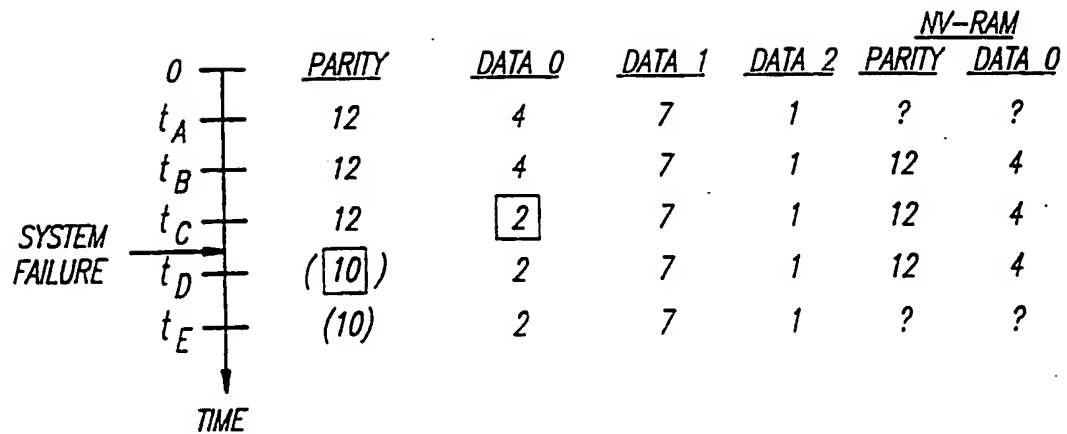 NV-RAM
0 PARITY DATA 0 DATA 1 DATA 2 PARITY DATA 0
tA 12 4 7 1 ? ?
tB 12 4 7 1 12 4
tC 12 2 7 1 12 4
SYSTEM FAILURE
tD (10) 2 7 1 12 4
tE (10) 2 7 1 ? ?
TIME